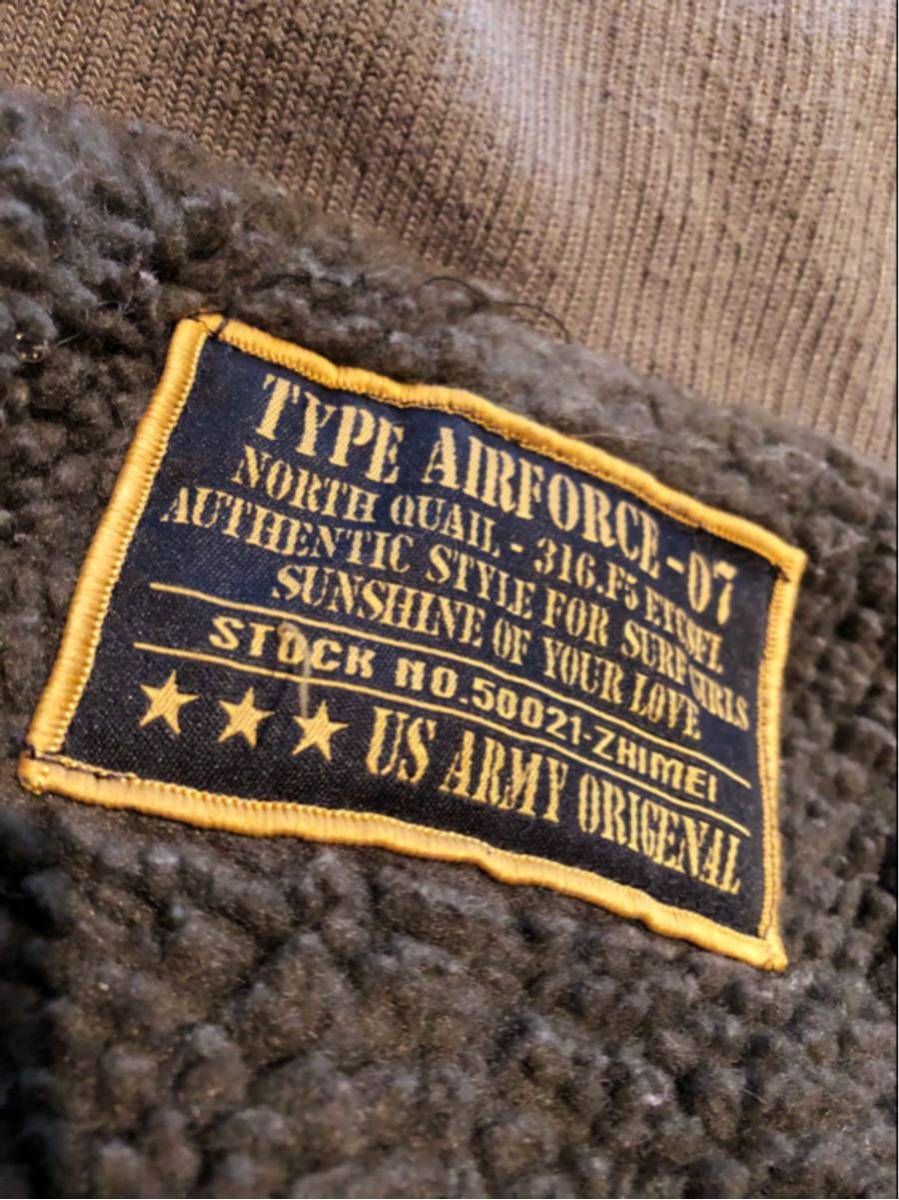 TYPE AIRFORCE-07
NORTH QUAIL - 316.F5 ETCSEL
AUTHENTIC STYLE FOR SURF GIRLS
SUNSHINE OF YOUR LOVE
STOCK NO.50021-ZHIMEI
US ARMY ORIGENAL